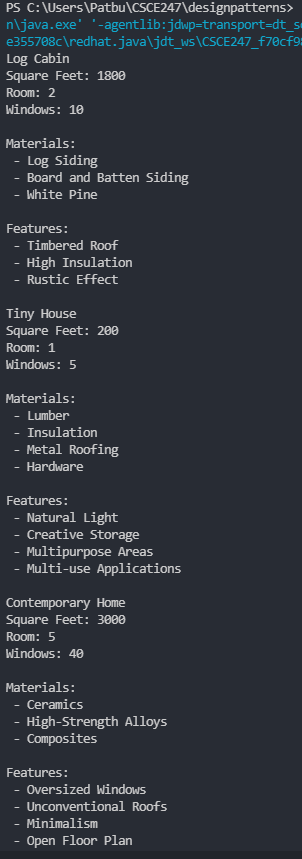 PS C:\Users\Patbu\CSCE247\designpatterns>
n\java.exe' '-agentlib:jdwp=transport=dt_so
e355708c\redhat.java\jdt_ws\CSCE247_f70cf98
Log Cabin
Square Feet: 1800
Room: 2
Windows: 10

Materials:
 - Log Siding
 - Board and Batten Siding
 - White Pine

Features:
 - Timbered Roof
 - High Insulation
 - Rustic Effect

Tiny House
Square Feet: 200
Room: 1
Windows: 5

Materials:
 - Lumber
 - Insulation
 - Metal Roofing
 - Hardware

Features:
 - Natural Light
 - Creative Storage
 - Multipurpose Areas
 - Multi-use Applications

Contemporary Home
Square Feet: 3000
Room: 5
Windows: 40

Materials:
 - Ceramics
 - High-Strength Alloys
 - Composites

Features:
 - Oversized Windows
 - Unconventional Roofs
 - Minimalism
 - Open Floor Plan